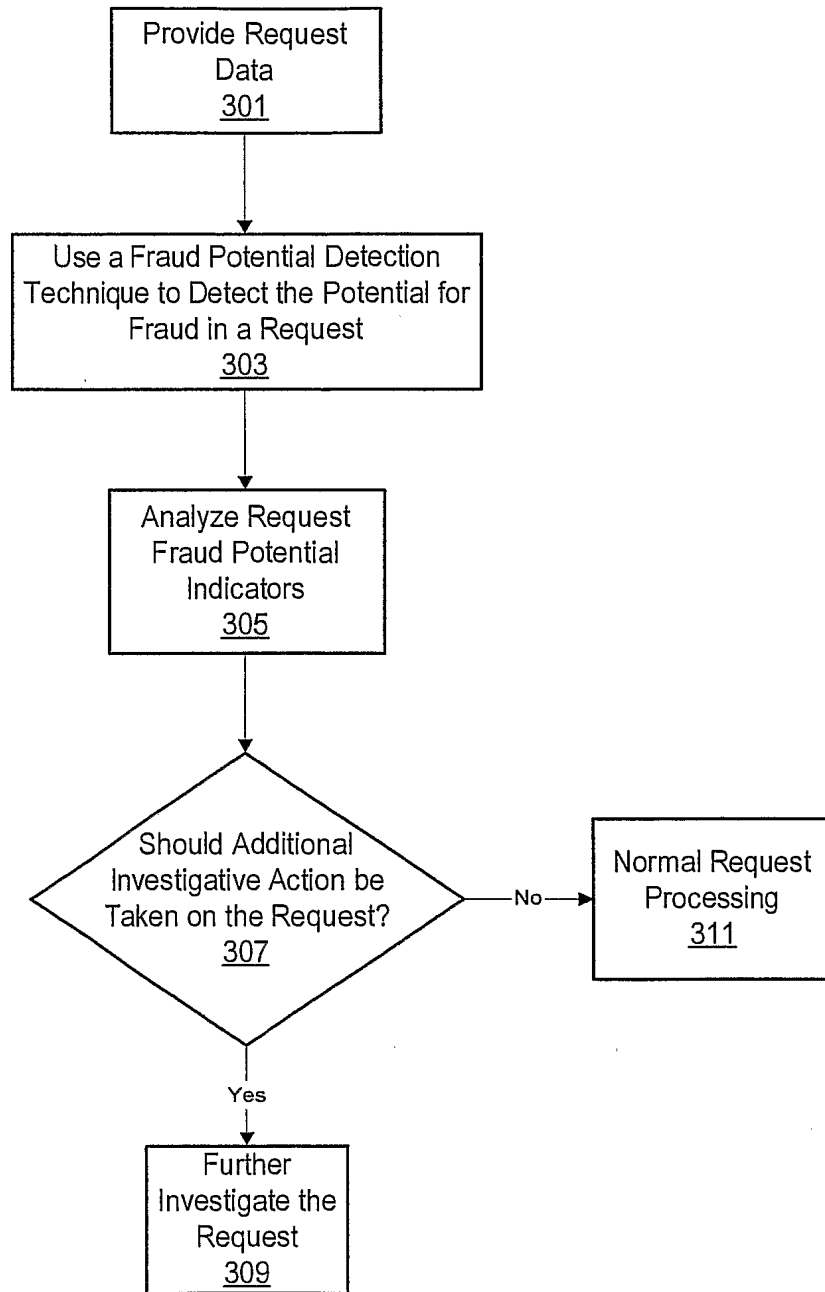 Provide Request
Data
301
Use a Fraud Potential Detection
Technique to Detect the Potential for
Fraud in a Request
303
Analyze Request
Fraud Potential
Indicators
305
Should Additional
Investigative Action be
Taken on the Request?
307
No
Normal Request
Processing
311
Yes
Further
Investigate the
Request
309